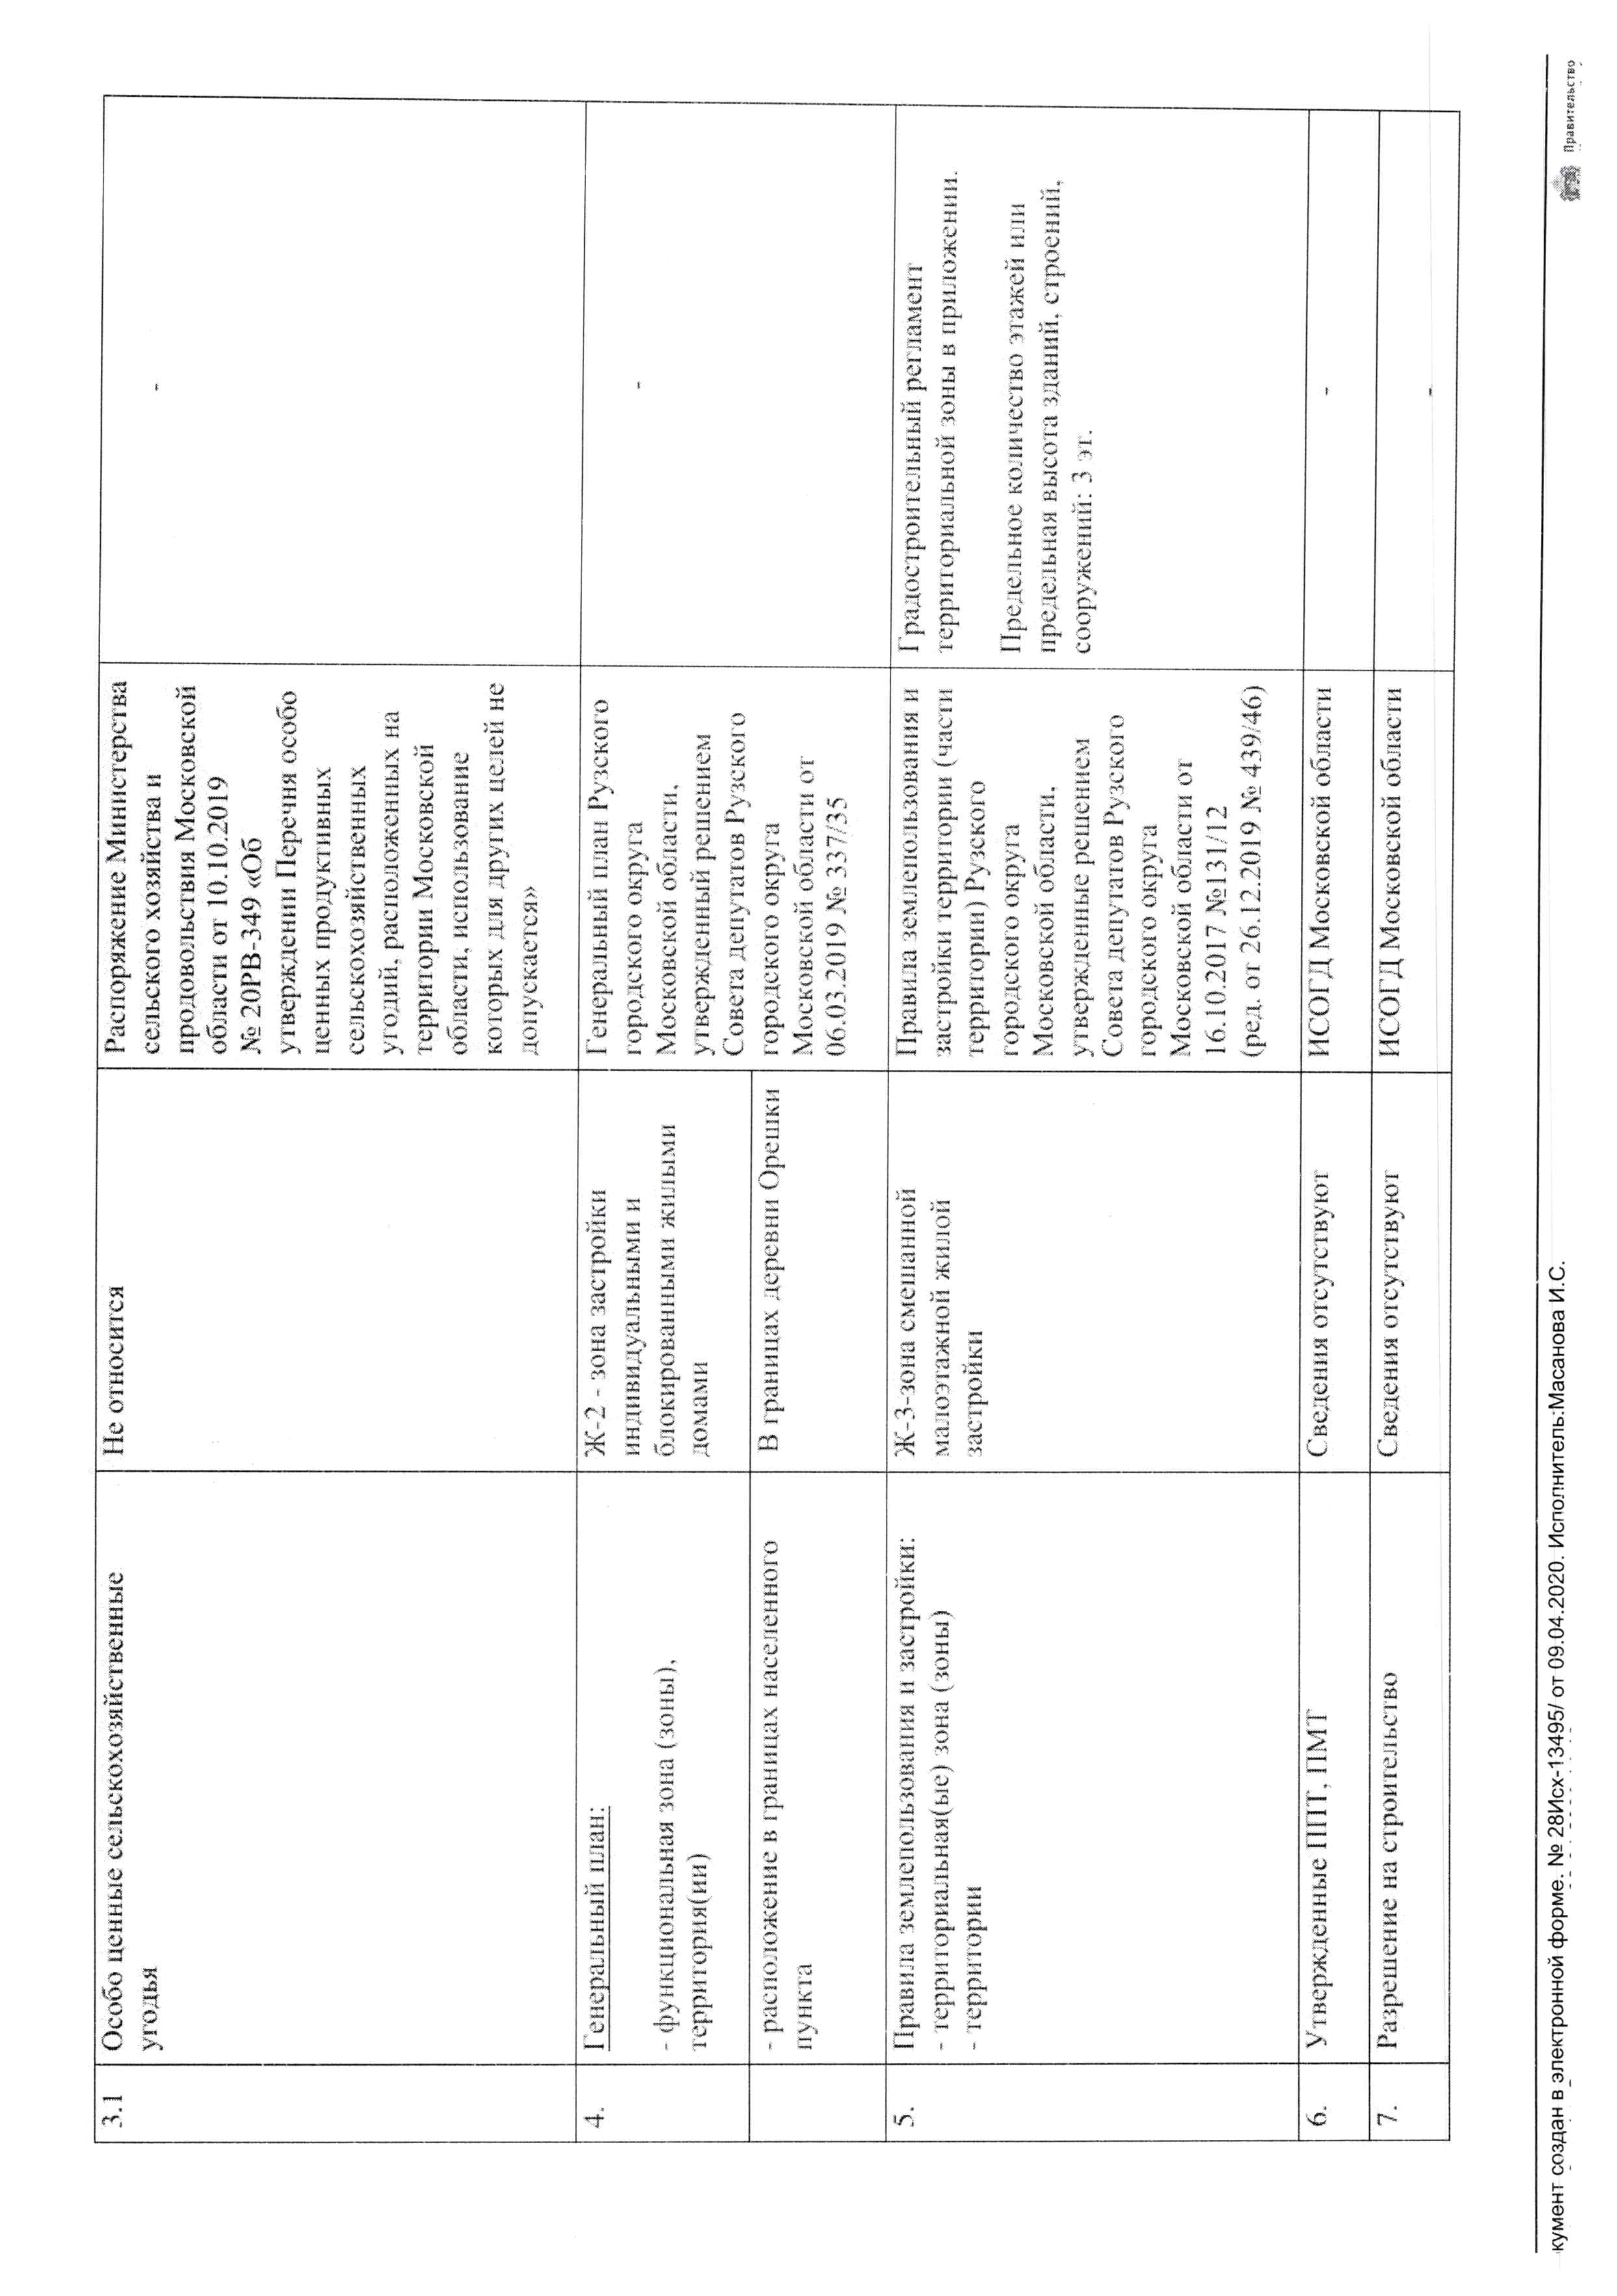 3.1
Особо ценные сельскохозяйственные
угодья
Не относится
Распоряжение Министерства
сельского хозяйства и
продовольствия Московской
области от 10.10.2019
№ 20РВ-349 «Об
утверждении Перечня особо
ценных продуктивных
сельскохозяйственных
угодий, расположенных на
территории Московской
области, использование
которых для других целей не
допускается»
-
4.
Генеральный план:
- функциональная зона (зоны),
территория(ии)
Ж-2 - зона застройки
индивидуальными и
блокированными жилыми
домами
- расположение в границах населенного
пункта
В границах деревни Орешки
Генеральный план Рузского
городского округа
Московской области,
утвержденный решением
Совета депутатов Рузского
городского округа
Московской области от
06.03.2019 № 337/35
-
5.
Правила землепользования и застройки:
- территориальная(ые) зона (зоны)
- территории
Ж-3-зона смешанной
малоэтажной жилой
застройки
Правила землепользования и
застройки территории (части
территории) Рузского
городского округа
Московской области,
утвержденные решением
Совета депутатов Рузского
городского округа
Московской области от
16.10.2017 №131/12
(ред. от 26.12.2019 № 439/46)
Градостроительный регламент
территориальной зоны в приложении.
Предельное количество этажей или
предельная высота зданий, строений,
сооружений: 3 эт.
6.
Утвержденные ППТ, ПМТ
Сведения отсутствуют
ИСОГД Московской области
-
7.
Разрешение на строительство
Сведения отсутствуют
ИСОГД Московской области
-
кумент создан в электронной форме. № 28Исх-13495/ от 09.04.2020. Исполнитель:Масанова И.С.
Правительство